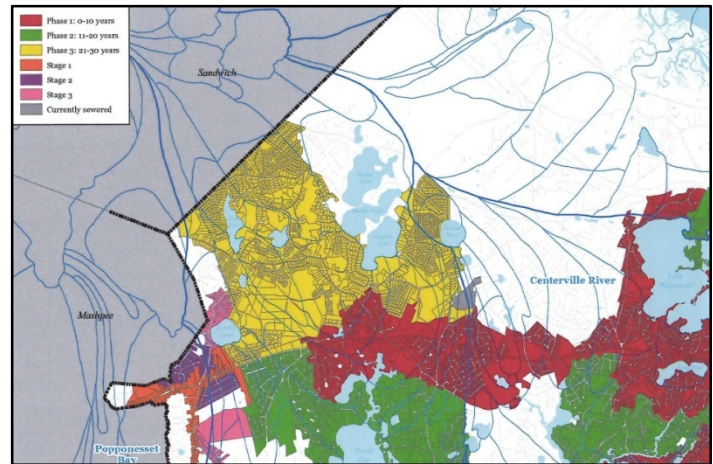 Phase 1: 0-10 years
Phase 2: 11-20 years
Phase 3: 21-30 years
Stage 1
Stage 2
Stage 3
Currently sewered
Sandwich
Centerville River
Mashpee
Popponesset
Bay